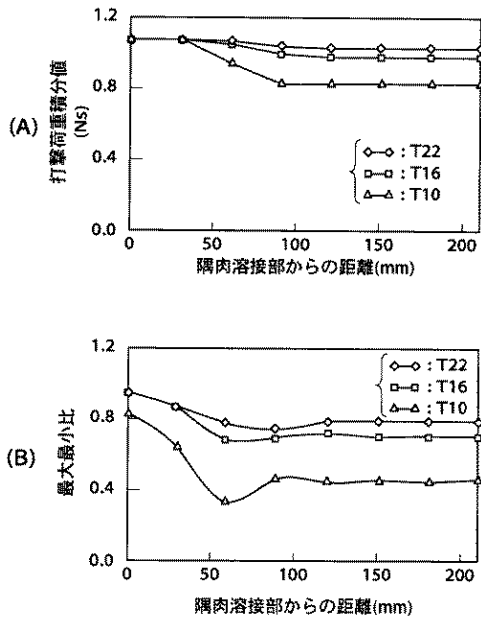 (A)
打撃荷重積分値
(Ns)
1.2
0.8
0.4
0.0
◇ : T22
□ : T16
△ : T10
0
50
100
150
200
隅肉溶接部からの距離(mm)
(B)
最大最小比
1.2
0.8
0.4
0.0
◇ : T22
□ : T16
△ : T10
0
50
100
150
200
隅肉溶接部からの距離(mm)